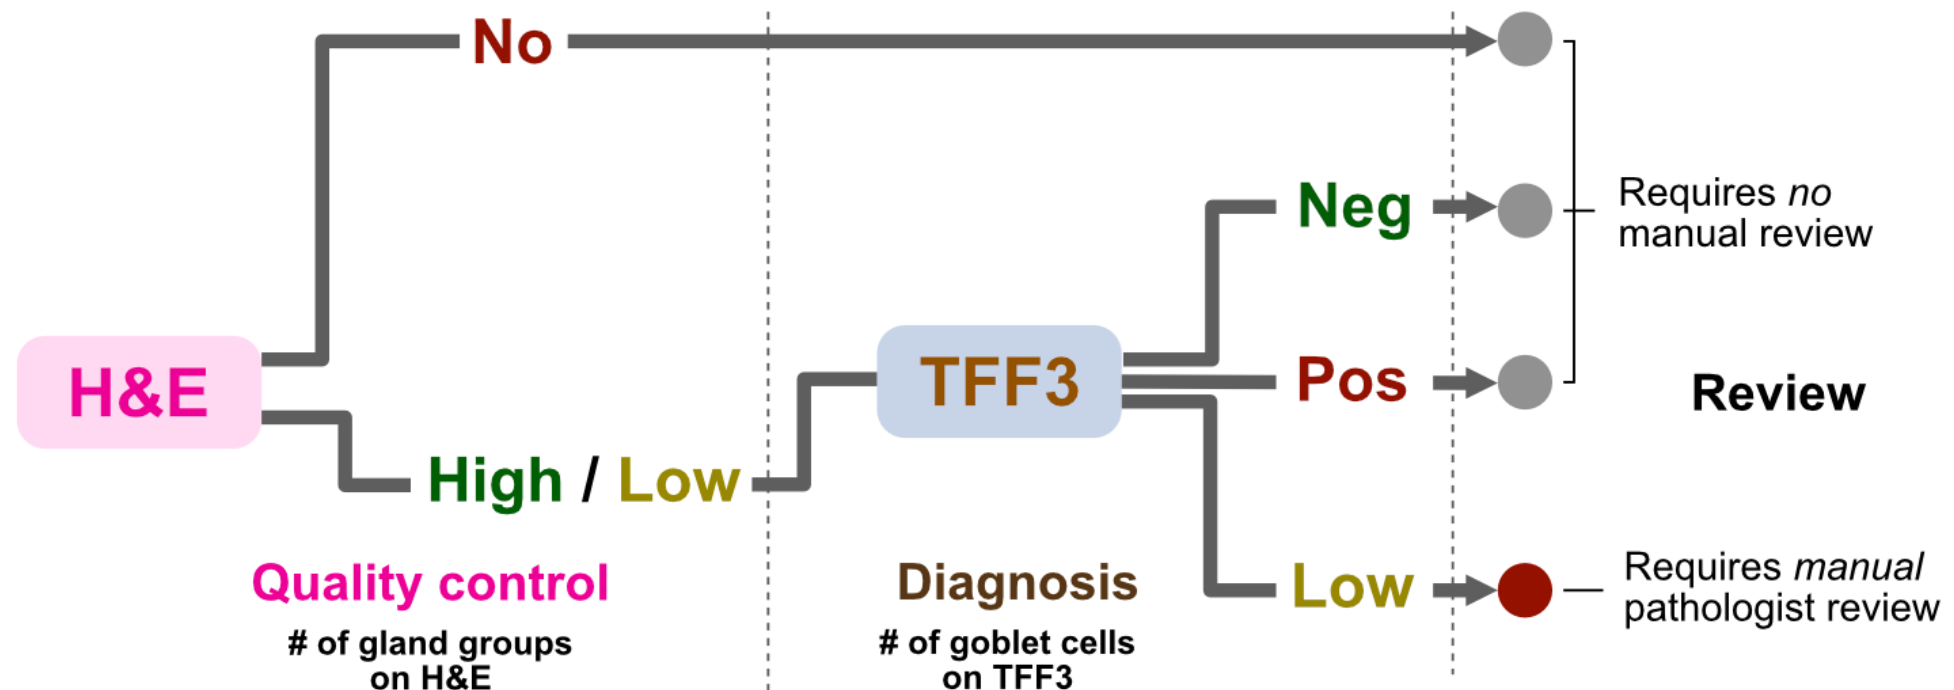 No
Neg
Requires no
manual review
H&E
TFF3
Pos
Review
High / Low
Quality control
# of gland groups
on H&E
Diagnosis
# of goblet cells
on TFF3
Low
Requires manual
pathologist review